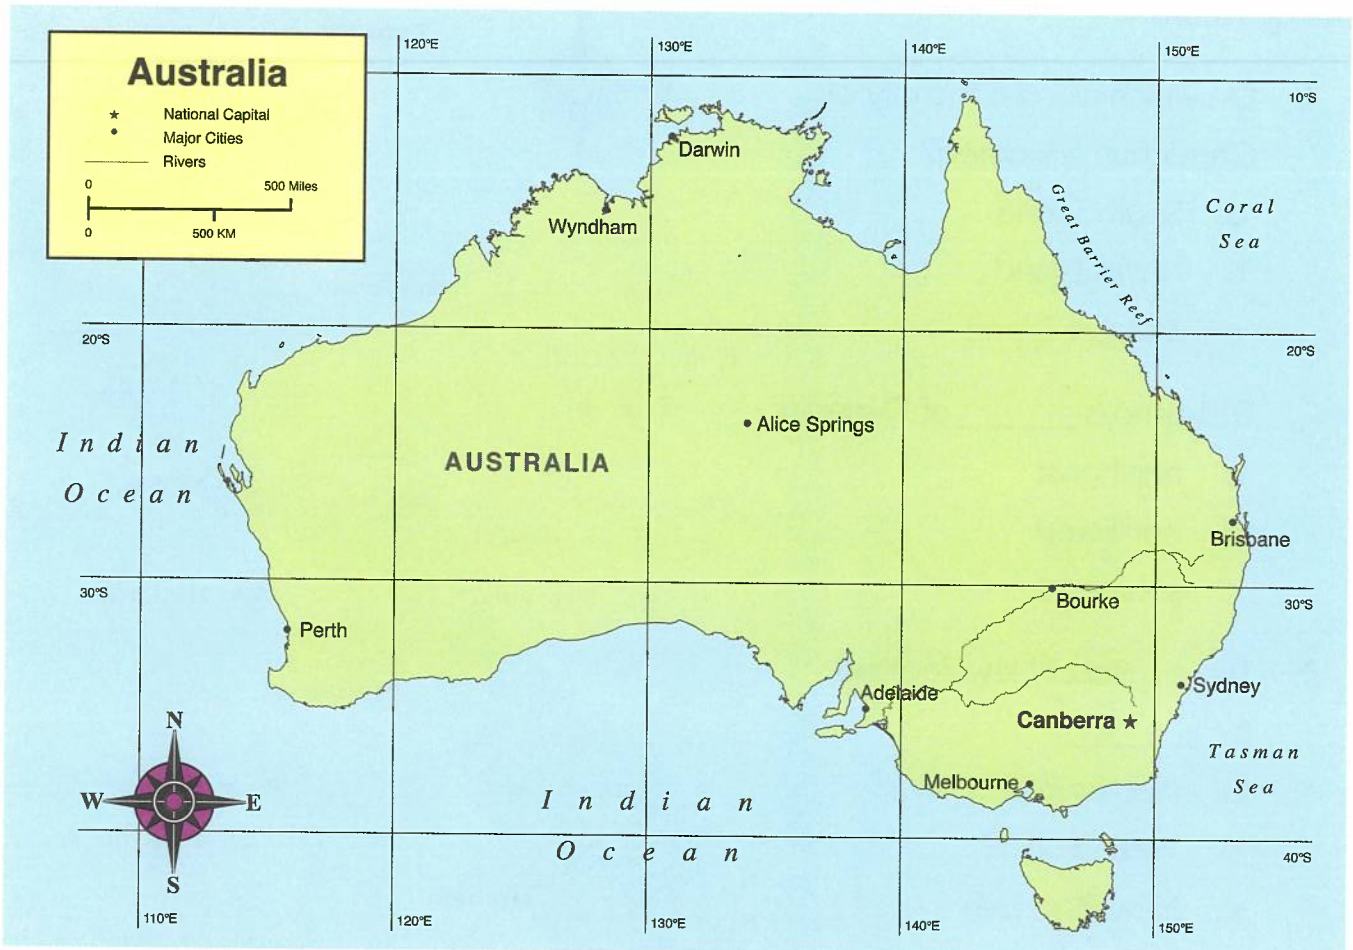 Australia
National Capital
Major Cities
Rivers
0 500 Miles
0 500 KM
120°E
130°E
140°E
150°E
10°S
Darwin
Wyndham
Great Barrier Reef
Coral
Sea
20°S
20°S
Alice Springs
AUSTRALIA
Indian
Ocean
Brisbane
30°S
Bourke
30°S
Perth
Adelaide
Sydney
Canberra
Tasman
Sea
Melbourne
N
W E
S
Indian
Ocean
40°S
110°E
120°E
130°E
140°E
150°E